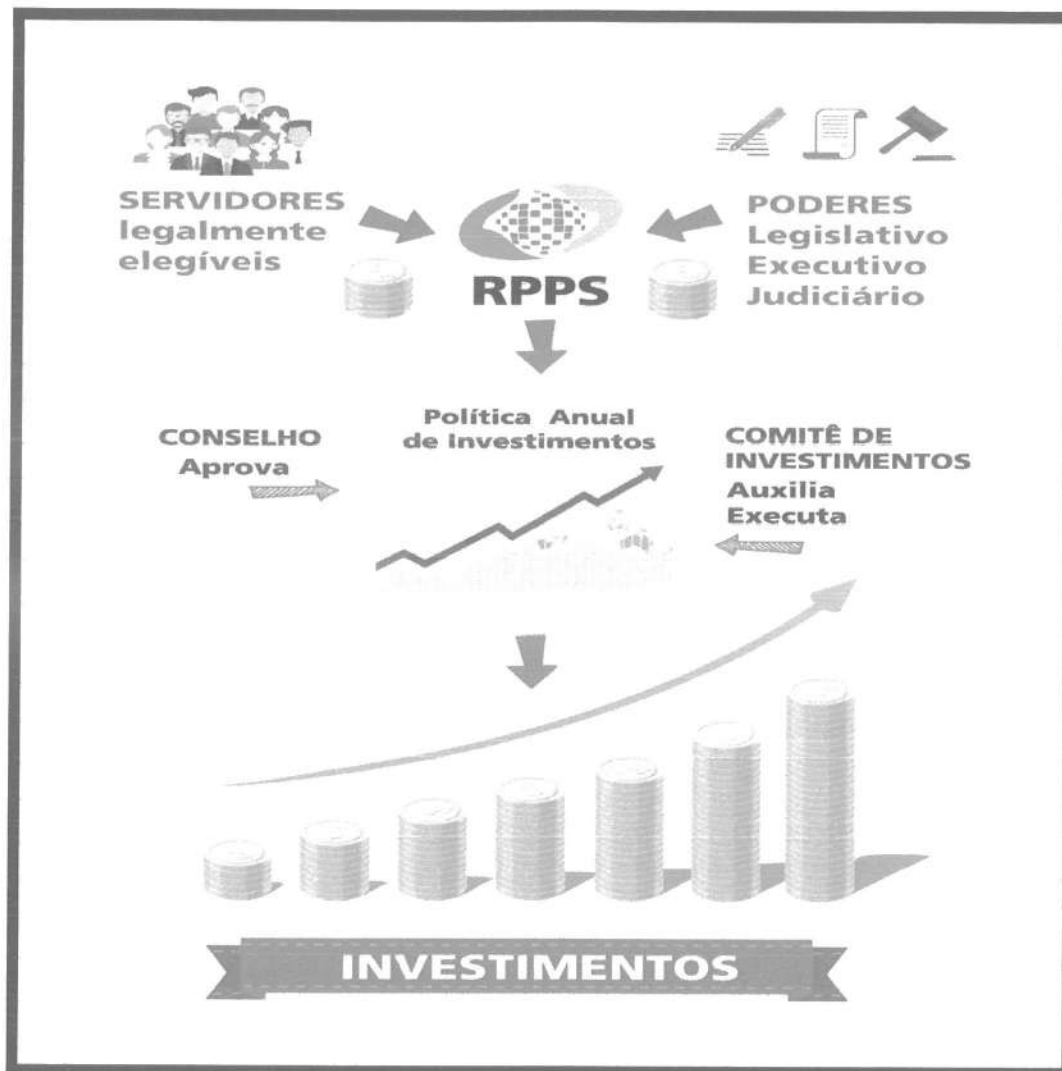 SERVIDORES
legalmente
elegíveis
RPPS
PODERES
Legislativo
Executivo
Judiciário
CONSELHO
Aprova
Política Anual
de Investimentos
COMITÊ DE
INVESTIMENTOS
Auxilia
Executa
INVESTIMENTOS